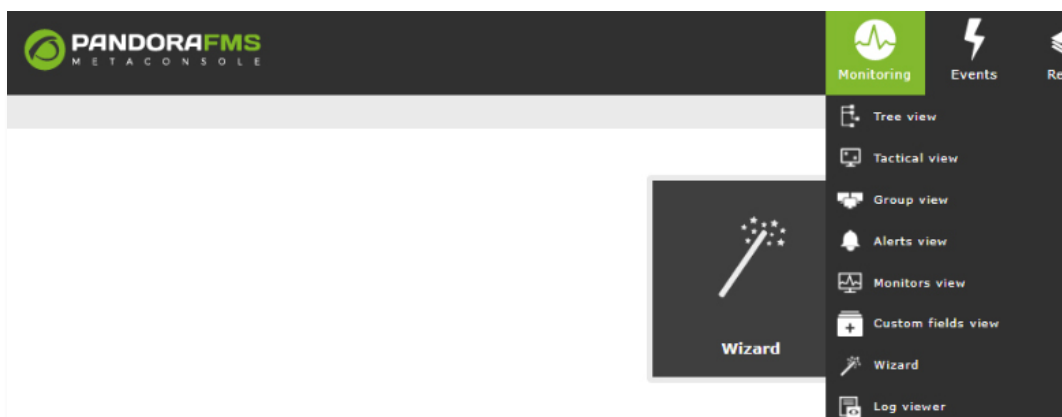 PANDORAFMS
METACONSOLE
Monitoring
Events
Re
Tree view
Tactical view
Group view
Alerts view
Monitors view
Custom fields view
Wizard
Log viewer
Wizard